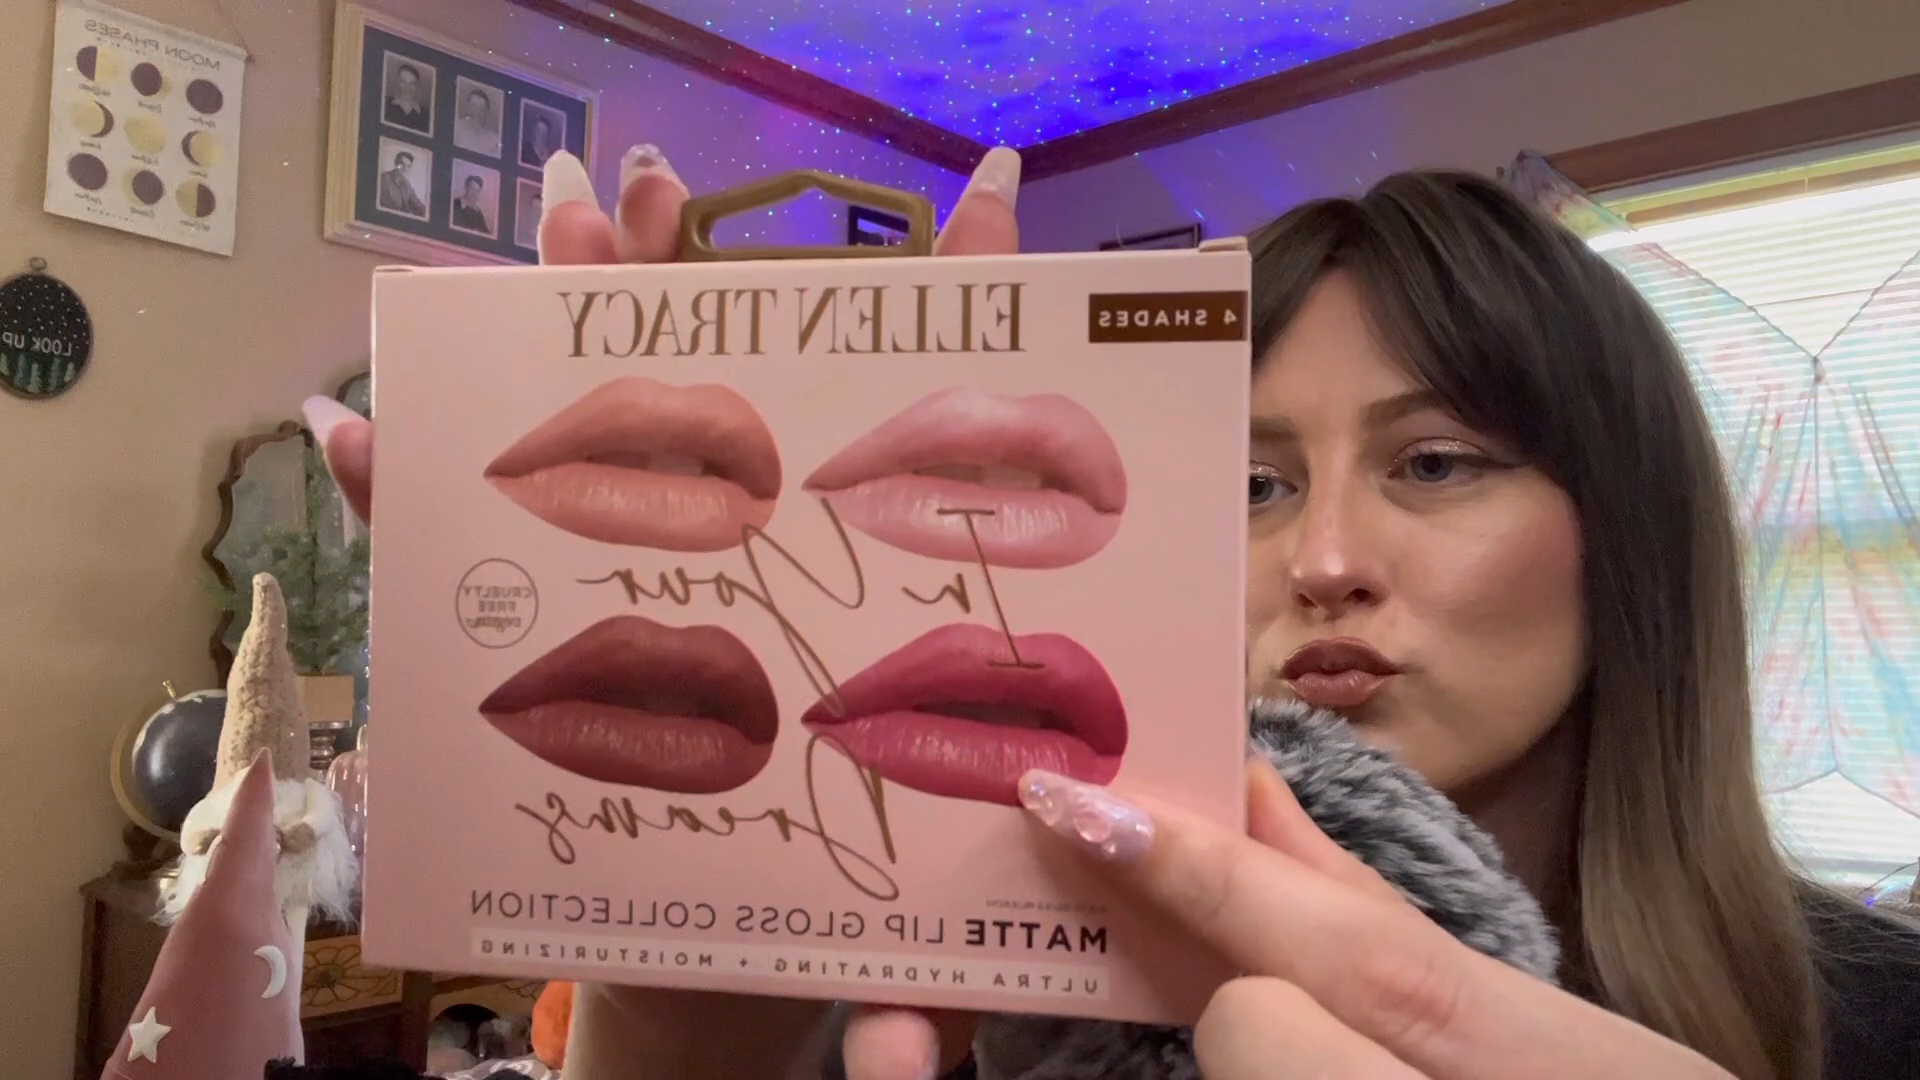 MOON PHASES
LOOK UP
ELLEN TRACY
4 SHADES
In Your
CRUELTY
FREE
Dreams
MATTE LIP GLOSS COLLECTION
ULTRA HYDRATING + MOISTURIZING